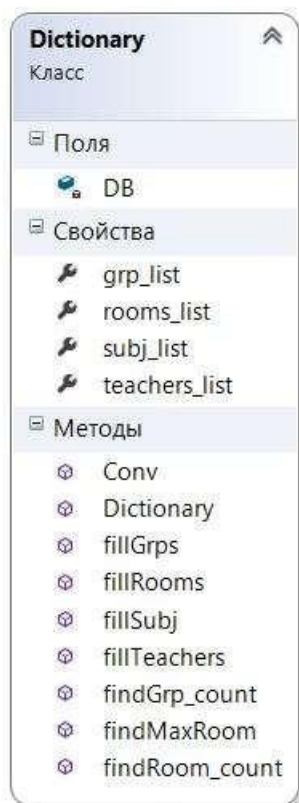 Dictionary
Класс
Поля
DB
Свойства
grp_list
rooms_list
subj_list
teachers_list
Методы
Conv
Dictionary
fillGrps
fillRooms
fillSubj
fillTeachers
findGrp_count
findMaxRoom
findRoom_count